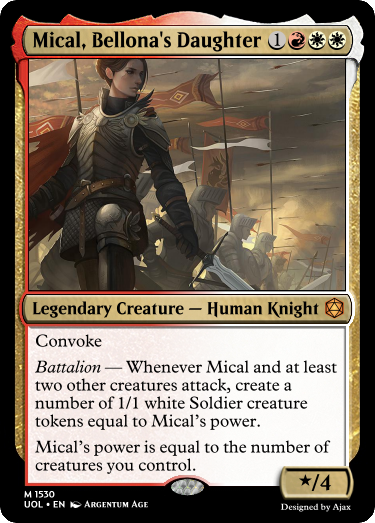 Mical, Bellona's Daughter 1
Legendary Creature — Human Knight
Convoke
Battalion — Whenever Mical and at least
two other creatures attack, create a
number of 1/1 white Soldier creature
tokens equal to Mical's power.
Mical's power is equal to the number of
creatures you control.
★/4
M 1530
UOL • EN ARGENTUM AGE
Designed by Ajax